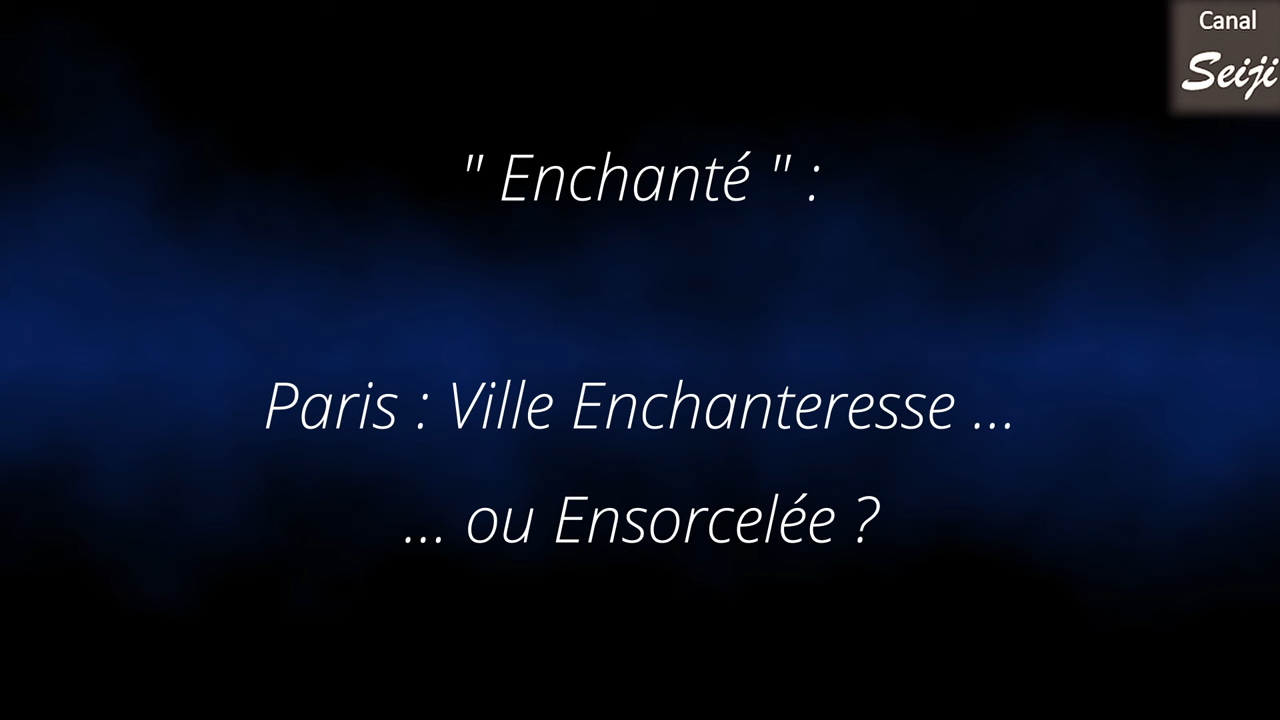 Canal
Seiji
" Enchanté " :
Paris : Ville Enchanteresse ...
... ou Ensorcelée ?